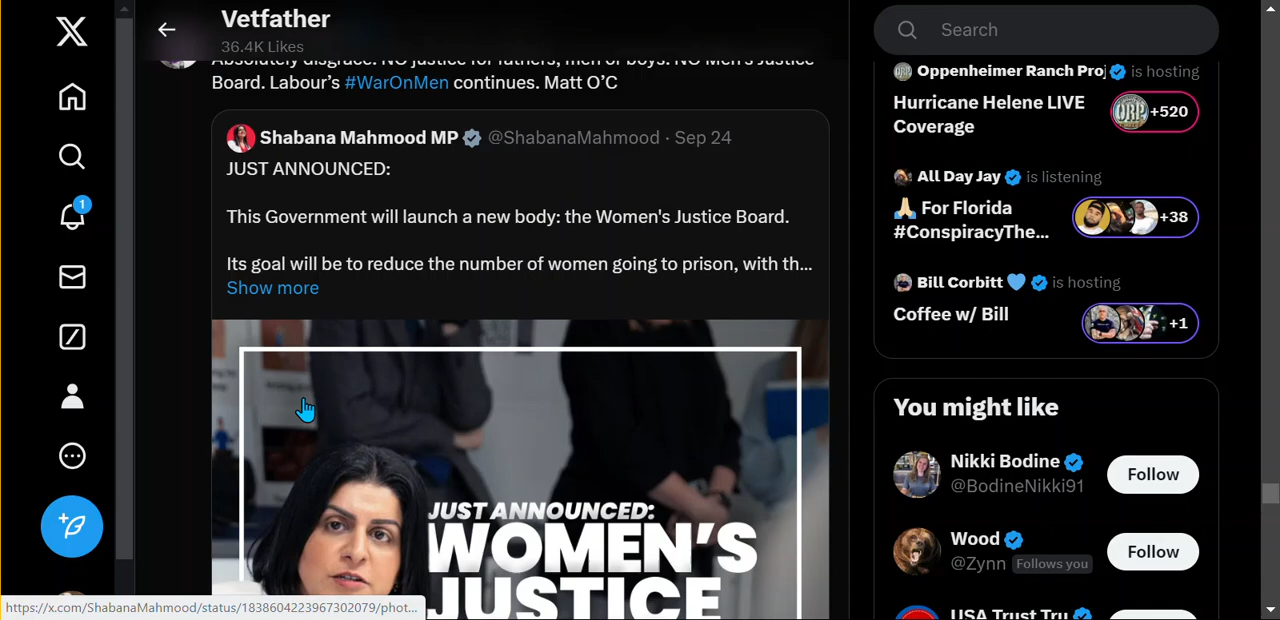 Vetfather
36.4K Likes
Absolutely disgrace. NO justice for fathers, men or boys. NO Men's Justice
Board. Labour's #WarOnMen continues. Matt O'C
Shabana Mahmood MP @ShabanaMahmood · Sep 24
JUST ANNOUNCED:
This Government will launch a new body: the Women's Justice Board.
Its goal will be to reduce the number of women going to prison, with th...
Show more
JUST ANNOUNCED:
WOMEN'S
JUSTICE
1
https://x.com/ShabanaMahmood/status/1838604223967302079/phot...
Search
Oppenheimer Ranch Proj is hosting
Hurricane Helene LIVE
Coverage
ORP
+520
All Day Jay is listening
🙏 For Florida
#ConspiracyThe...
+38
Bill Corbitt 💙 is hosting
Coffee w/ Bill
+1
You might like
Nikki Bodine
@BodineNikki91
Follow
Wood
@Zynn Follows you
Follow
USA Trust Tru